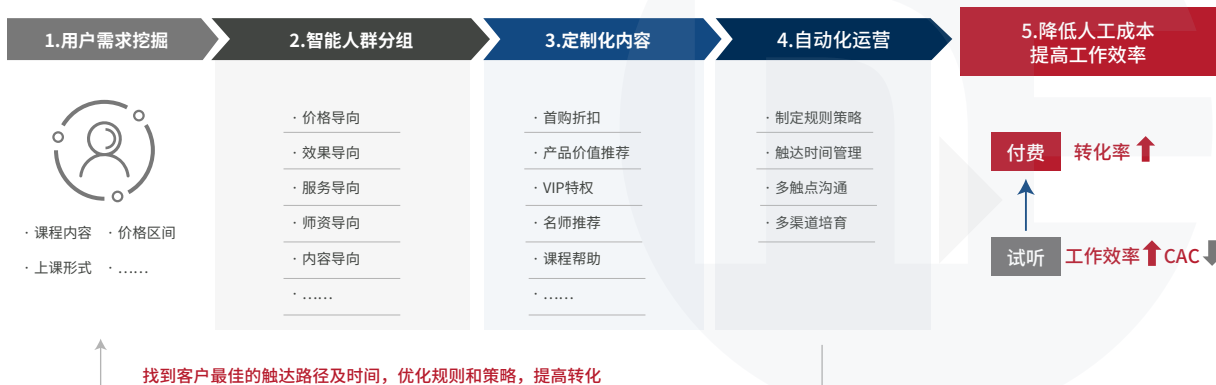 1.用户需求挖掘
2.智能人群分组
3.定制化内容
4.自动化运营
5.降低人工成本
提高工作效率
· 课程内容 · 价格区间
· 上课形式 · ……
· 价格导向
· 效果导向
· 服务导向
· 师资导向
· 内容导向
· ……
· 首购折扣
· 产品价值推荐
· VIP特权
· 名师推荐
· 课程帮助
· ……
· 制定规则策略
· 触达时间管理
· 多触点沟通
· 多渠道培育
付费 转化率
试听 工作效率 CAC
找到客户最佳的触达路径及时间，优化规则和策略，提高转化